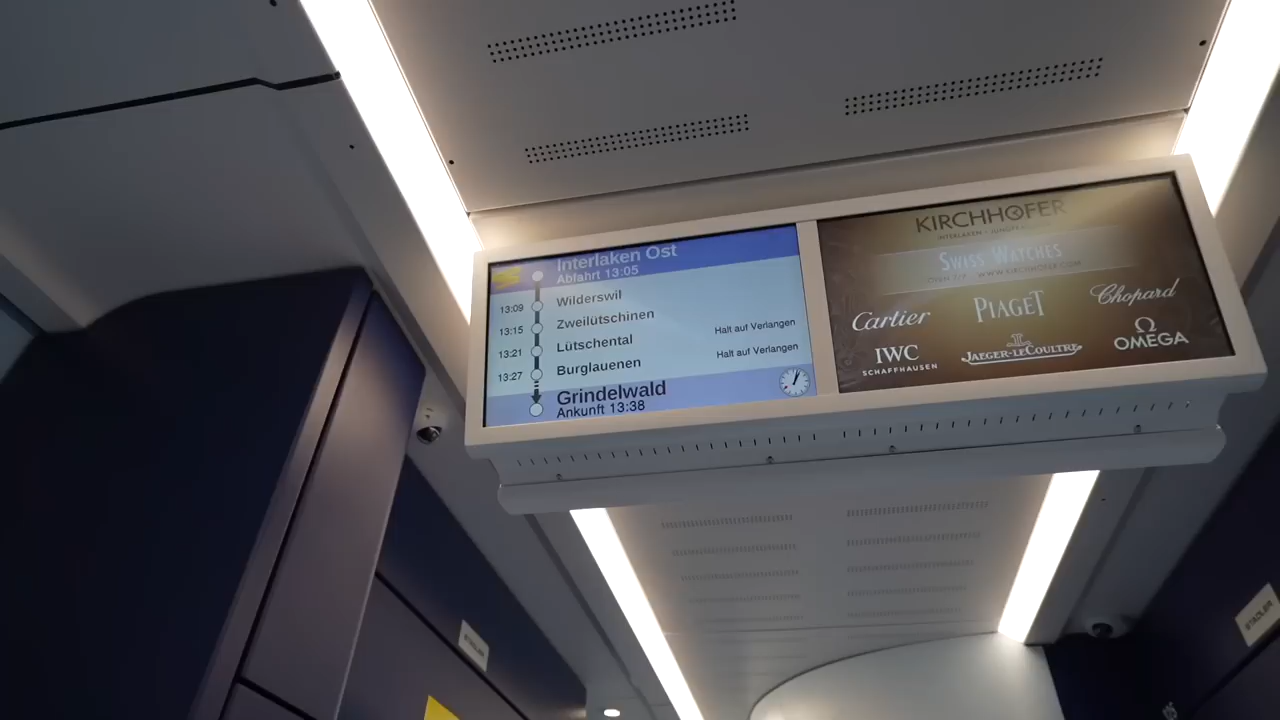 Interlaken Ost
Abfahrt 13:05
13:09 Wilderswil
13:15 Zweilütschinen
13:21 Lütschental Halt auf Verlangen
13:27 Burglauenen Halt auf Verlangen
Grindelwald
Ankunft 13:38
KIRCHHOFER
SWISS WATCHES
Cartier
PIAGET
Chopard
IWC
SCHAFFHAUSEN
JAEGER-LECOULTRE
Ω
OMEGA
STADLER
STADLER